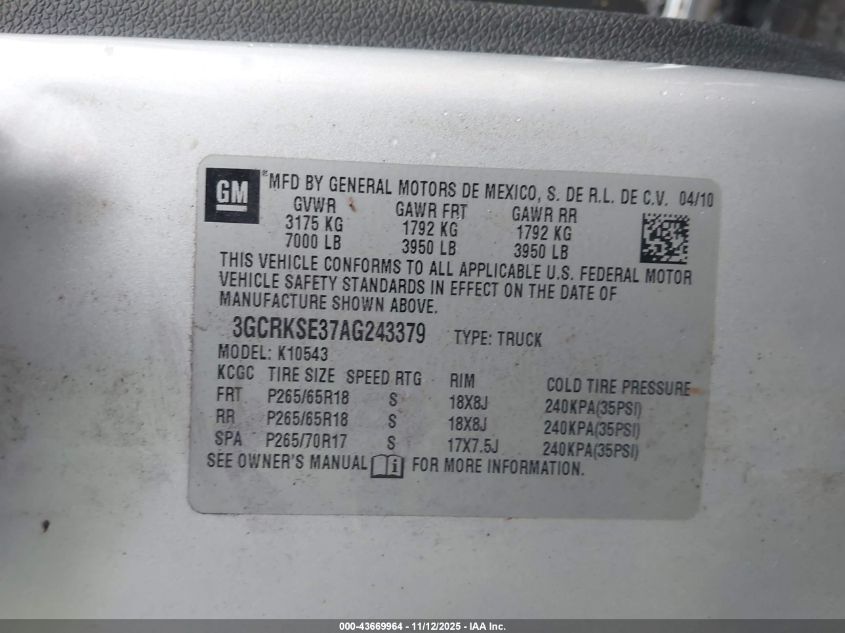 GM ® MFD BY GENERAL MOTORS DE MEXICO, S. DE R.L. DE C.V. 04/10
GVWR GAWR FRT GAWR RR
3175 KG 1792 KG 1792 KG
7000 LB 3950 LB 3950 LB
THIS VEHICLE CONFORMS TO ALL APPLICABLE U.S. FEDERAL MOTOR
VEHICLE SAFETY STANDARDS IN EFFECT ON THE DATE OF
MANUFACTURE SHOWN ABOVE.
3GCRKSE37AG243379 TYPE: TRUCK
MODEL: K10543
KCGC TIRE SIZE SPEED RTG RIM COLD TIRE PRESSURE
FRT P265/65R18 S 18X8J 240KPA(35PSI)
RR P265/65R18 S 18X8J 240KPA(35PSI)
SPA P265/70R17 S 17X7.5J 240KPA(35PSI)
SEE OWNER'S MANUAL i FOR MORE INFORMATION.
000-43669964 - 11/12/2025 - IAA Inc.